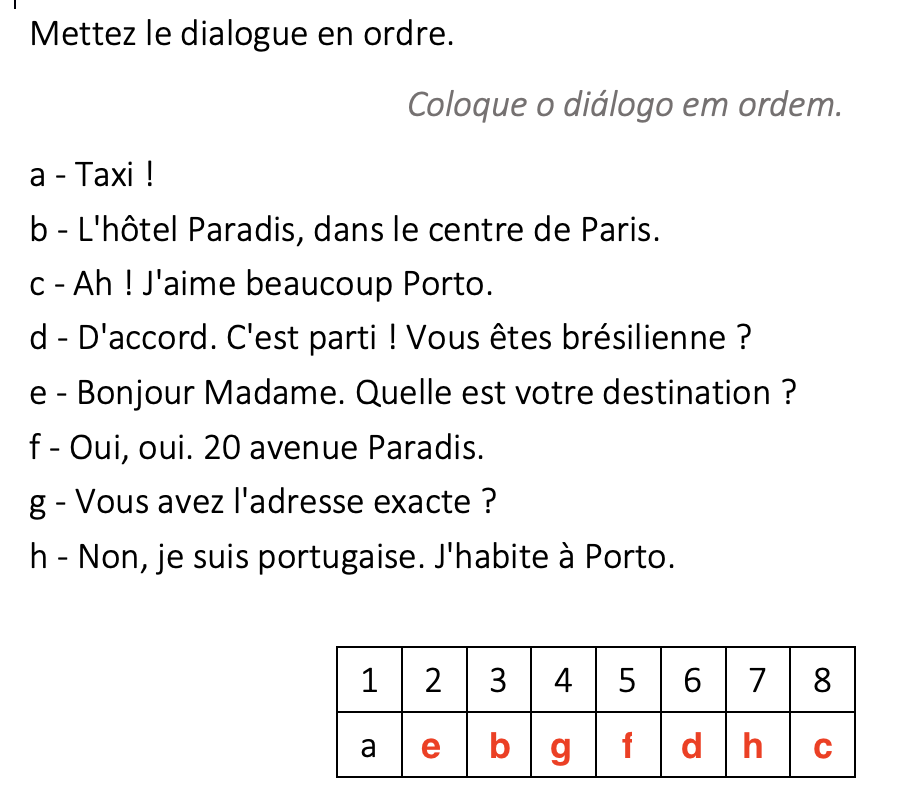 Mettez le dialogue en ordre.
Coloque o diálogo em ordem.
a - Taxi !
b - L'hôtel Paradis, dans le centre de Paris.
c - Ah ! J'aime beaucoup Porto.
d - D'accord. C'est parti ! Vous êtes brésilienne ?
e - Bonjour Madame. Quelle est votre destination ?
f - Oui, oui. 20 avenue Paradis.
g - Vous avez l'adresse exacte ?
h - Non, je suis portugaise. J'habite à Porto.
1 2 3 4 5 6 7 8
a e b g f d h c